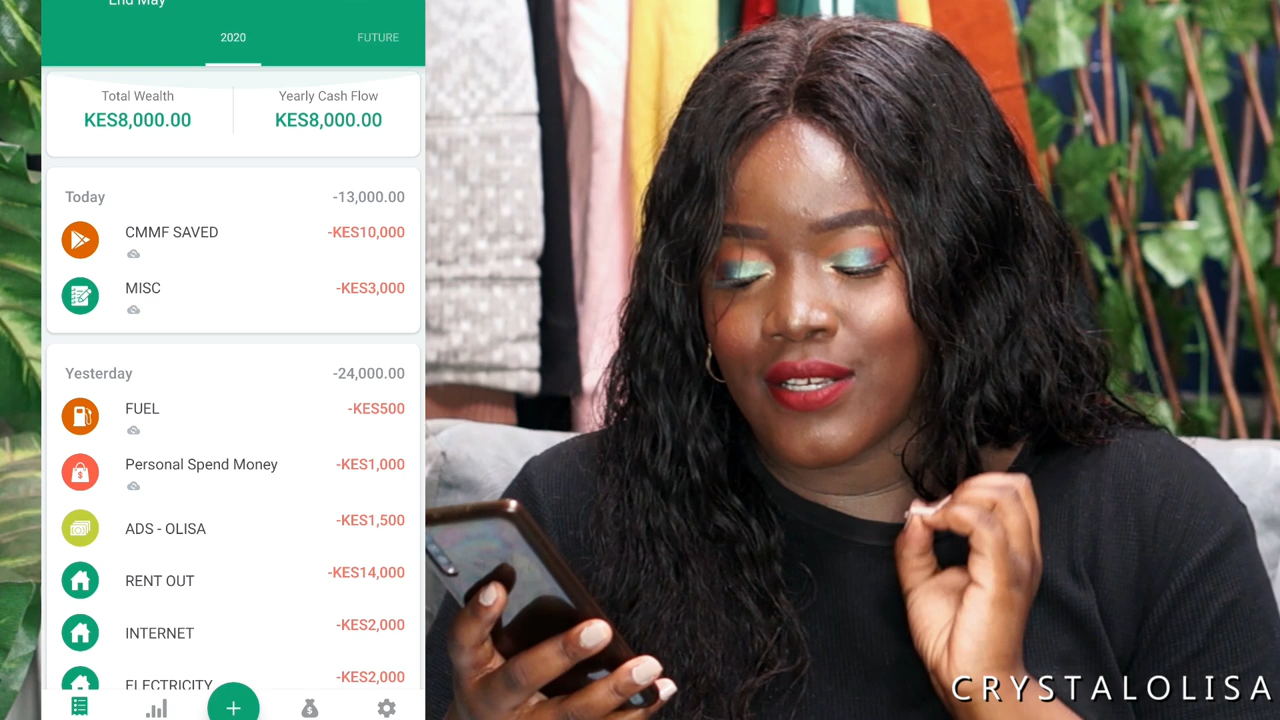 End May
2020
FUTURE
Total Wealth
Yearly Cash Flow
KES8,000.00
KES8,000.00
Today
-13,000.00
CMMF SAVED
-KES10,000
MISC
-KES3,000
Yesterday
-24,000.00
FUEL
-KES500
Personal Spend Money
-KES1,000
ADS - OLISA
-KES1,500
RENT OUT
-KES14,000
INTERNET
-KES2,000
ELECTRICITY
-KES2,000
CRYSTALOLISA